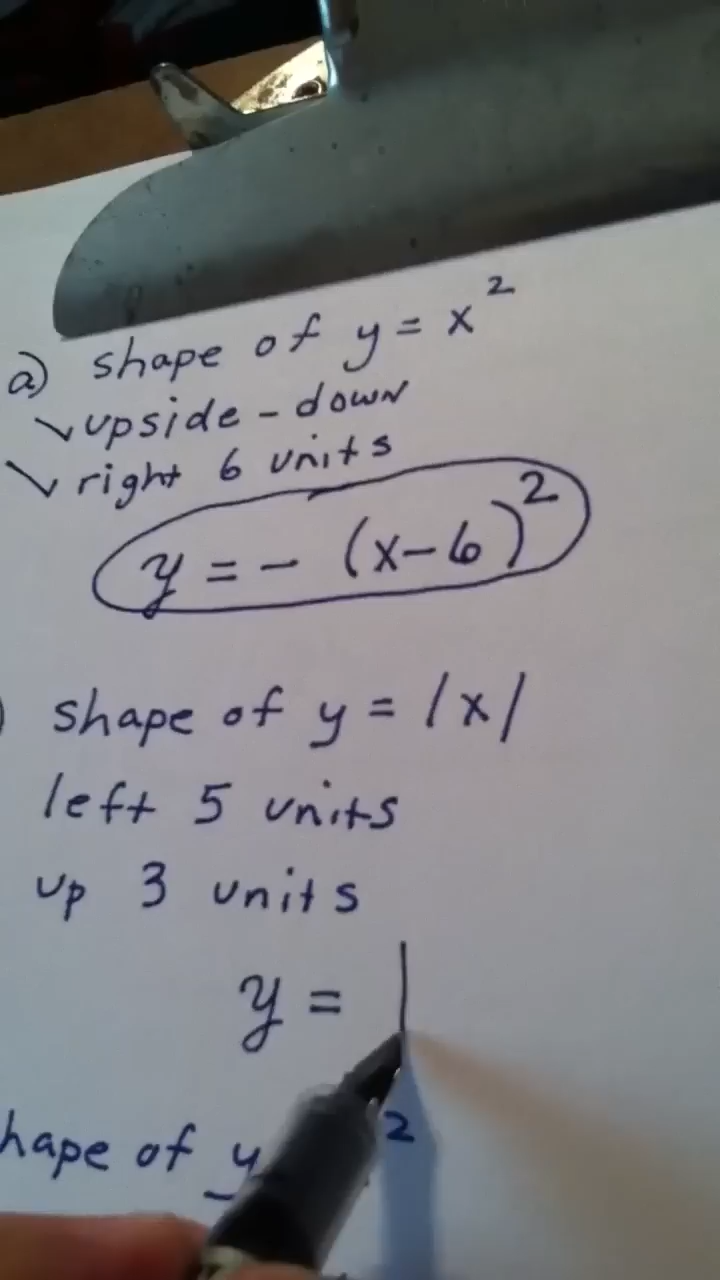 a) shape of y = x²
upside-down
right 6 units
y = - (x-6)²
) shape of y = |x|
left 5 units
up 3 units
y = |
hape of y 2